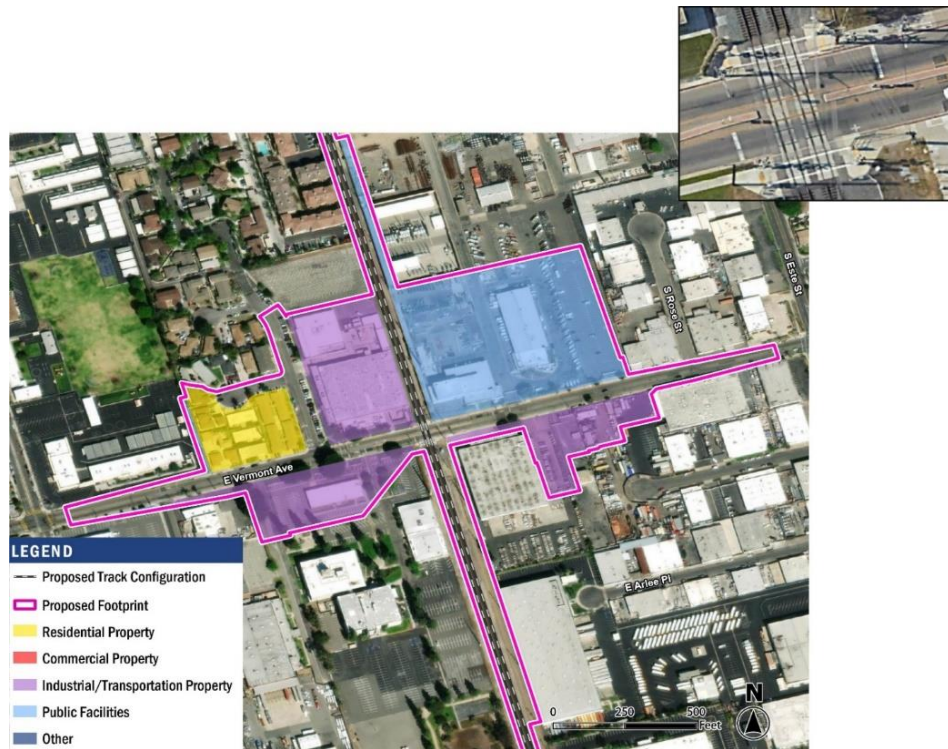 S Este St
S Rose St
E Vermont Ave
E Arlee Pl
LEGEND
Proposed Track Configuration
Proposed Footprint
Residential Property
Commercial Property
Industrial/Transportation Property
Public Facilities
Other
N
0 250 500
Feet